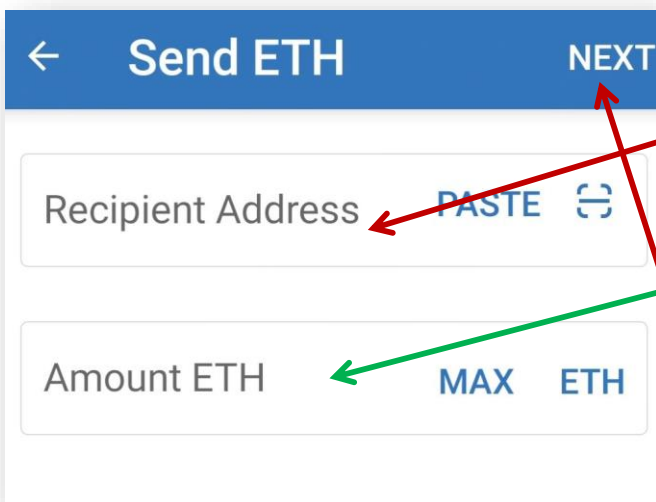 Send ETH NEXT
Recipient Address PASTE
Amount ETH MAX ETH